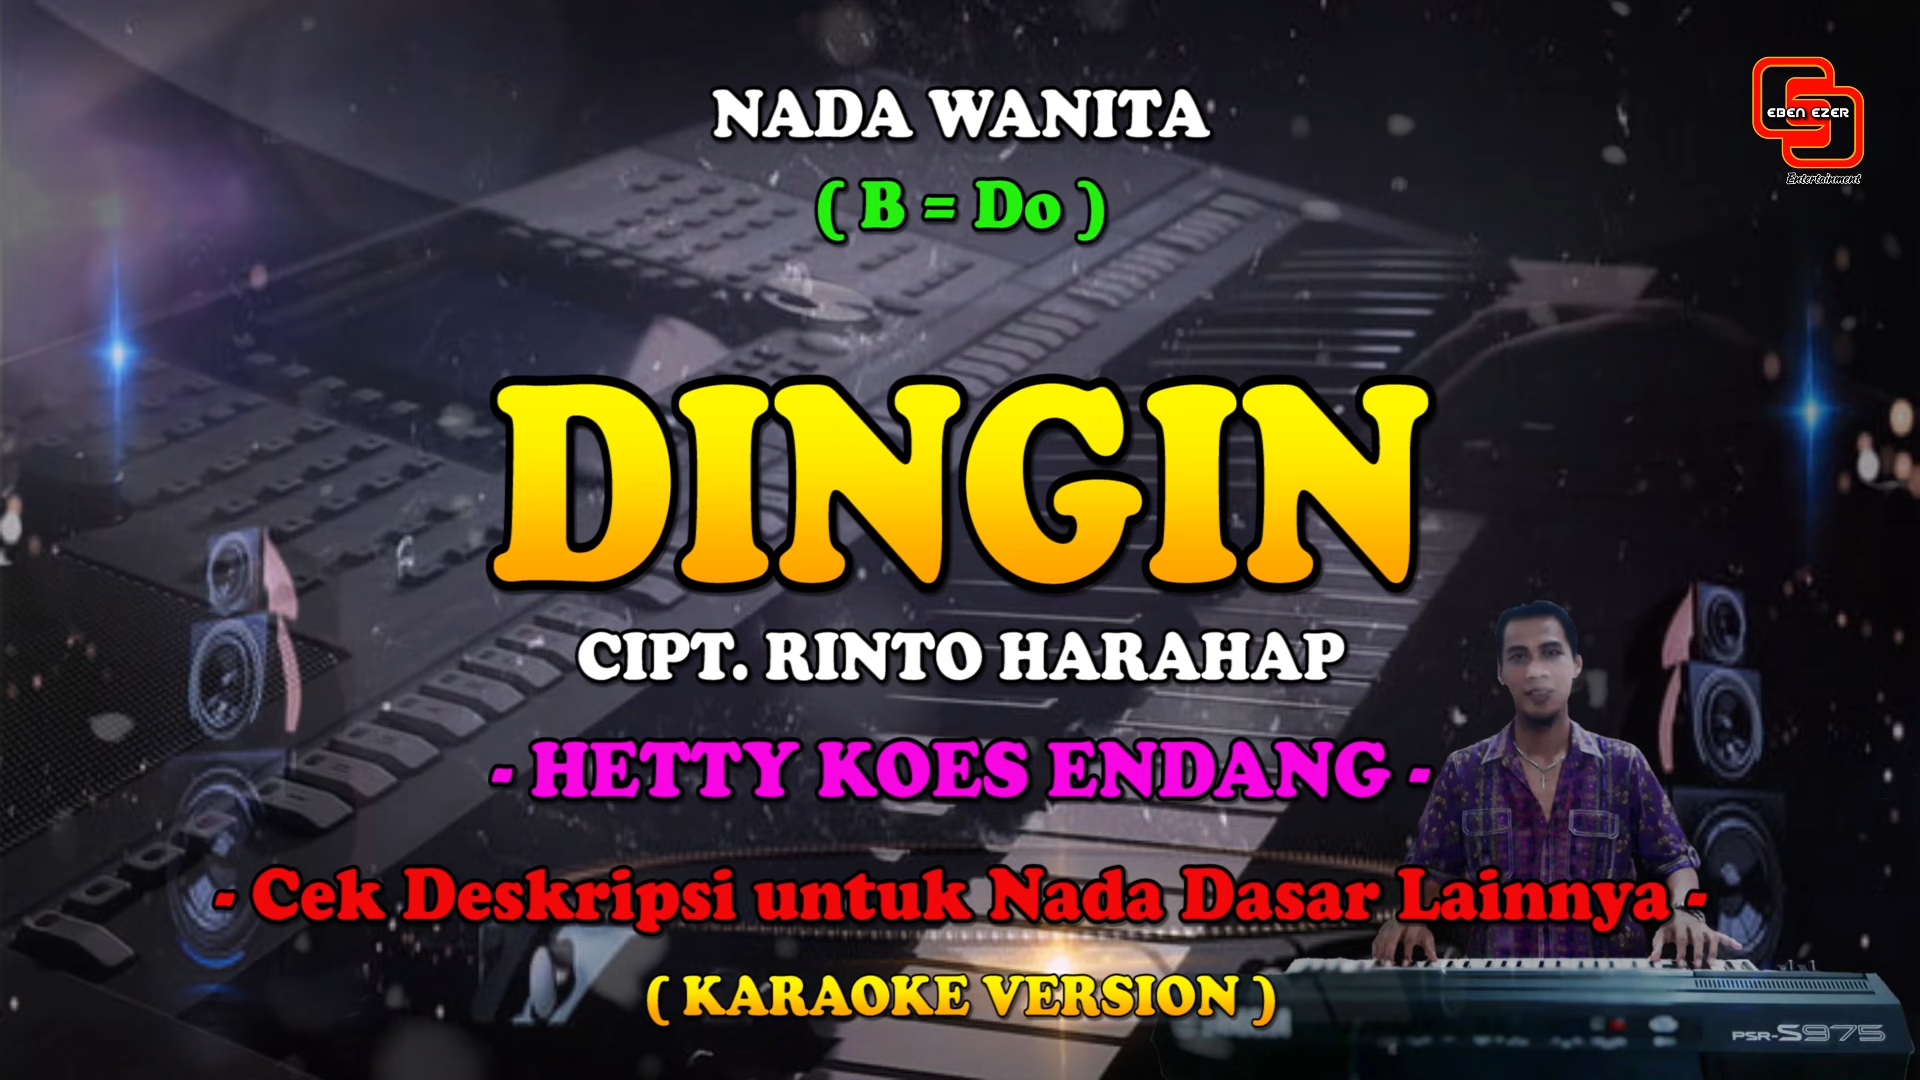 NADA WANITA
( B = Do )
EBEN EZER
Entertainment
DINGIN
CIPT. RINTO HARAHAP
- HETTY KOES ENDANG -
- Cek Deskripsi untuk Nada Dasar Lainnya -
( KARAOKE VERSION )
PSR-S975